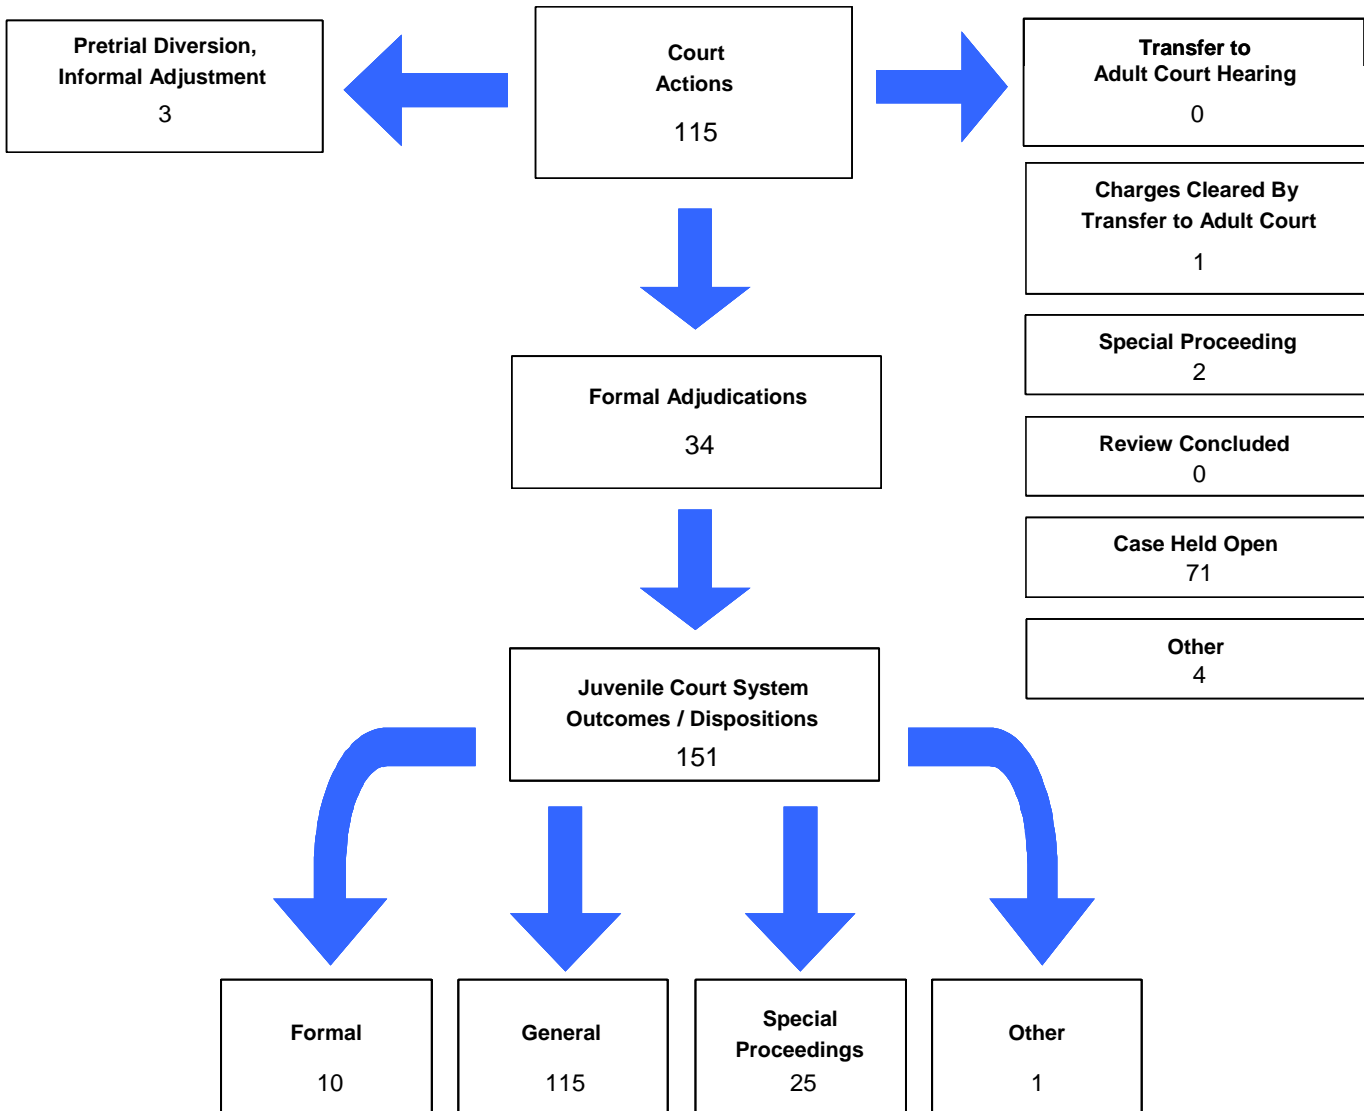 Pretrial Diversion,
Informal Adjustment
3
Court
Actions
115
Transfer to
Adult Court Hearing
0
Charges Cleared By
Transfer to Adult Court
1
Special Proceeding
2
Review Concluded
0
Case Held Open
71
Other
4
Formal Adjudications
34
Juvenile Court System
Outcomes / Dispositions
151
Formal
10
General
115
Special
Proceedings
25
Other
1